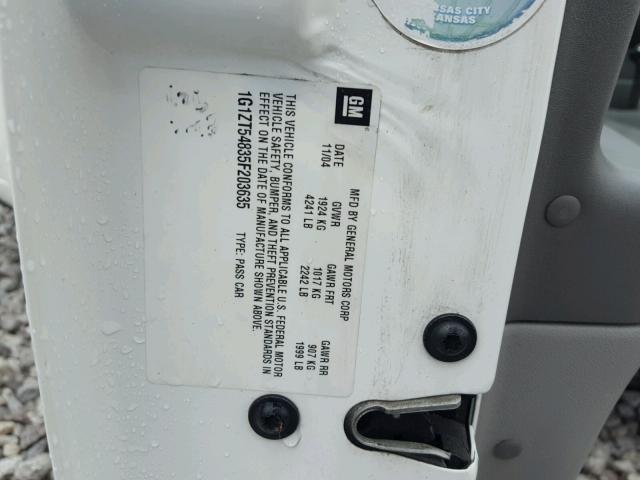 KANSAS CITY
KANSAS
GM
MFD BY GENERAL MOTORS CORP
DATE GVWR GAWR FRT GAWR RR
11/04 1924 KG 1017 KG 907 KG
4241 LB 2242 LB 1999 LB
THIS VEHICLE CONFORMS TO ALL APPLICABLE U.S. FEDERAL MOTOR
VEHICLE SAFETY, BUMPER, AND THEFT PREVENTION STANDARDS IN
EFFECT ON THE DATE OF MANUFACTURE SHOWN ABOVE.
1G1ZT54835F203635 TYPE: PASS CAR